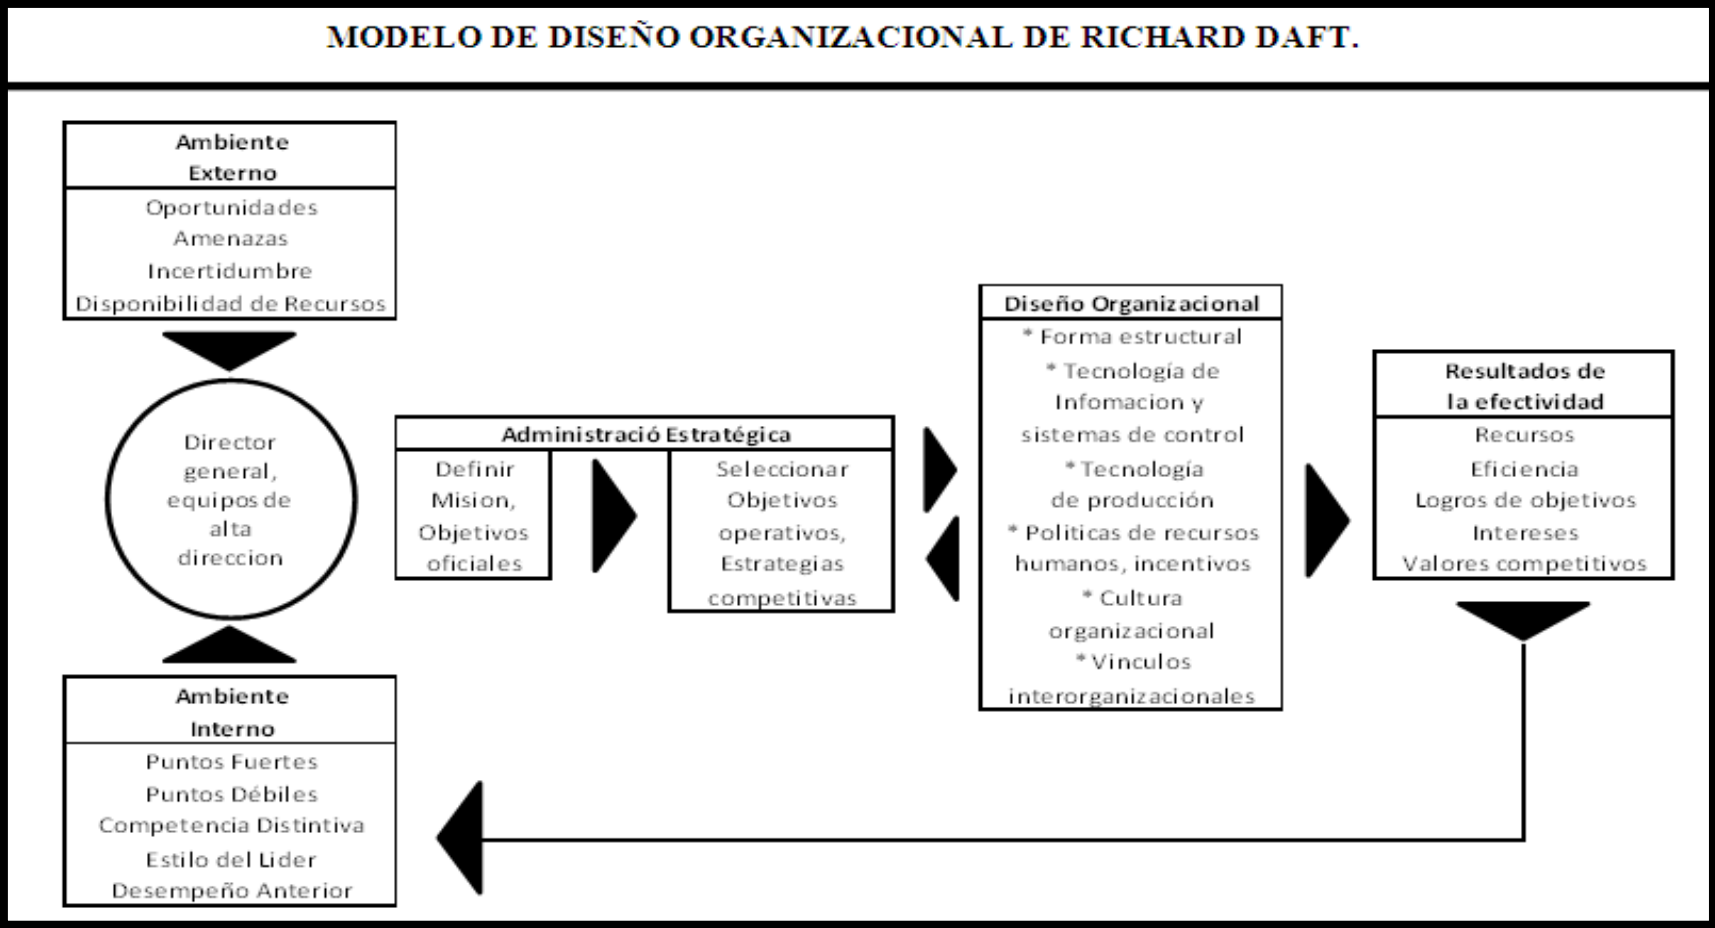 MODELO DE DISEÑO ORGANIZACIONAL DE RICHARD DAFT.
Ambiente
Externo
Oportunidades
Amenazas
Incertidumbre
Disponibilidad de Recursos
Director
general,
equipos de
alta
direccion
Ambiente
Interno
Puntos Fuertes
Puntos Débiles
Competencia Distintiva
Estilo del Lider
Desempeño Anterior
Administració Estratégica
Definir
Mision,
Objetivos
oficiales
Seleccionar
Objetivos
operativos,
Estrategias
competitivas
Diseño Organizacional
* Forma estructural
* Tecnología de
Infomacion y
sistemas de control
* Tecnología
de producción
* Politicas de recursos
humanos, incentivos
* Cultura
organizacional
* Vinculos
interorganizacionales
Resultados de
la efectividad
Recursos
Eficiencia
Logros de objetivos
Intereses
Valores competitivos